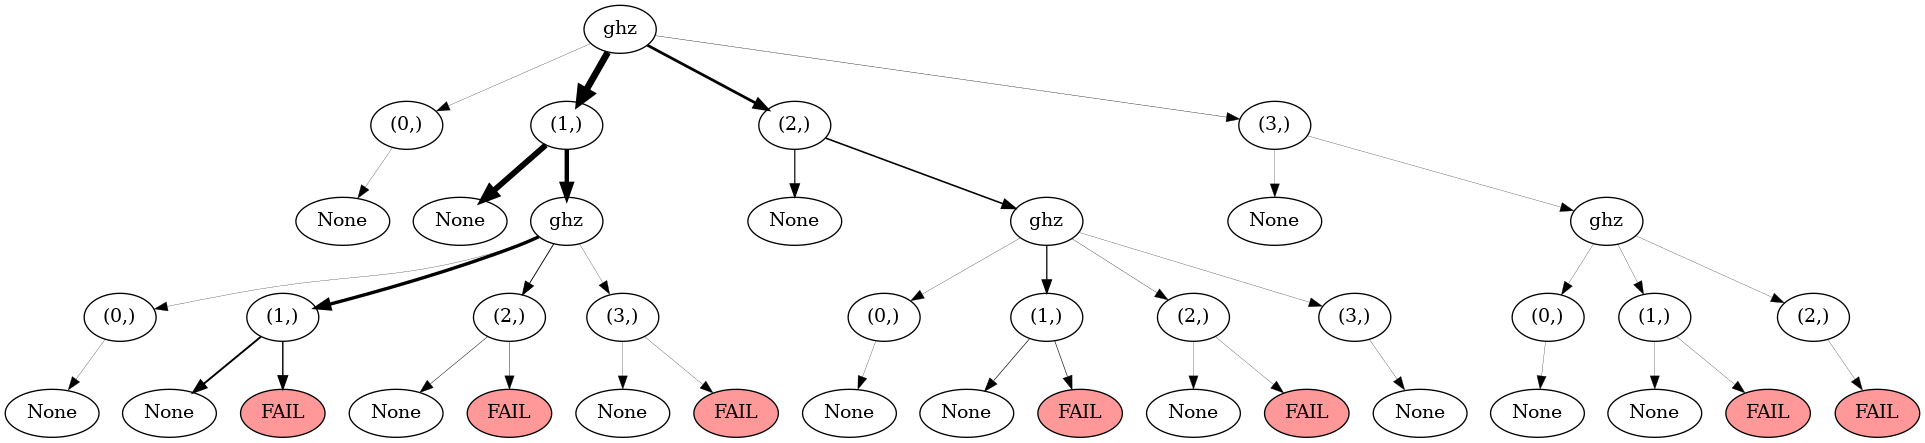 ghz
(0,) (1,) (2,) (3,)
None None ghz None ghz None ghz
(0,) (1,) (2,) (3,) (0,) (1,) (2,) (3,) (0,) (1,) (2,)
None None FAIL None FAIL None FAIL None None FAIL None FAIL None None None FAIL FAIL